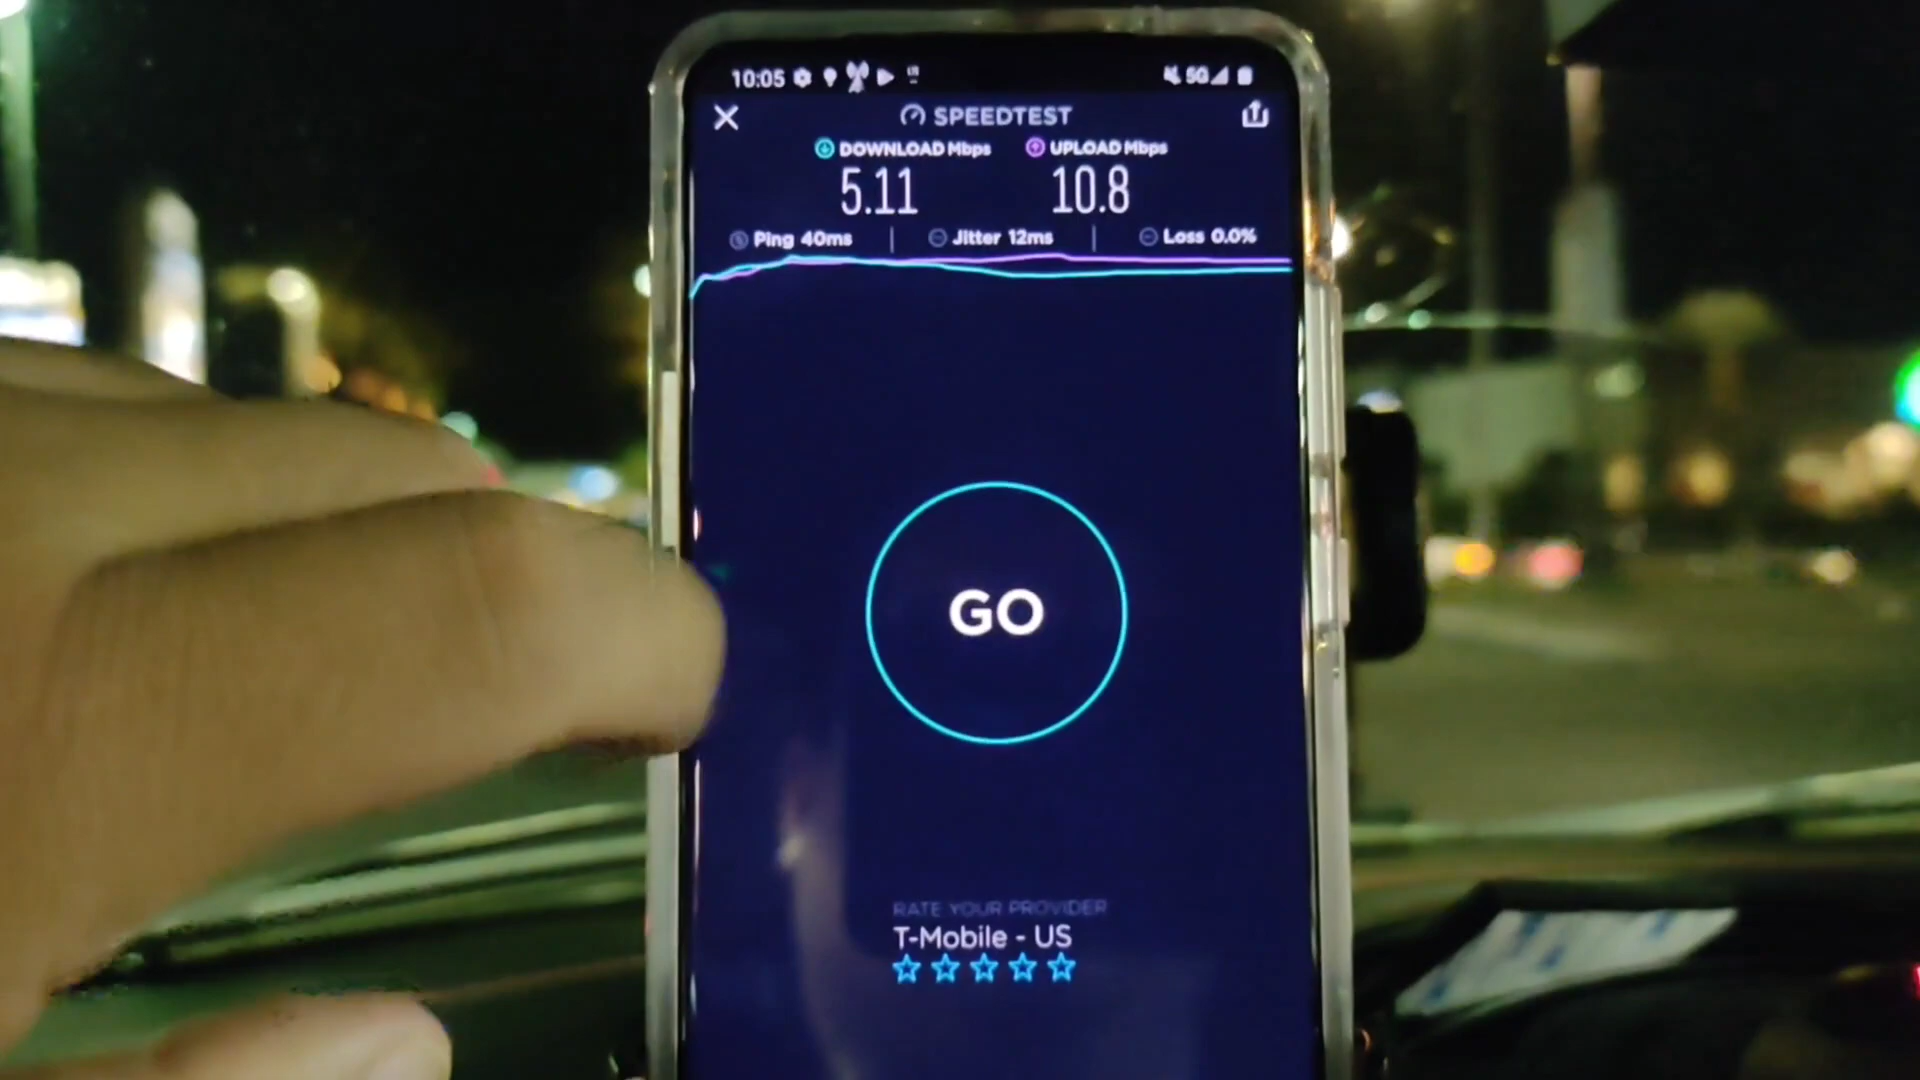 10:05 5G
SPEEDTEST
DOWNLOAD Mbps UPLOAD Mbps
5.11 10.8
Ping 40ms Jitter 12ms Loss 0.0%
GO
RATE YOUR PROVIDER
T-Mobile - US